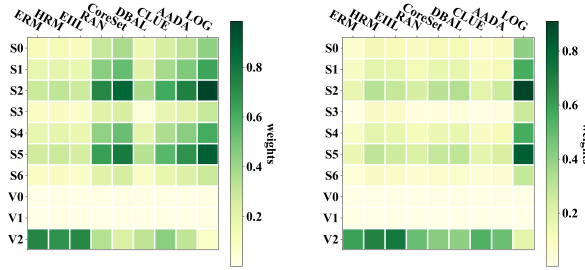 ERM HRM EIIL RAN CoreSet DBAL CLUE AADA LOG
S0
S1
S2
S3
S4
S5
S6
V0
V1
V2
0.8
0.6
0.4
0.2
weights
ERM HRM EIIL RAN CoreSet DBAL CLUE AADA LOG
S0
S1
S2
S3
S4
S5
S6
V0
V1
V2
0.8
0.6
0.4
0.2
weights